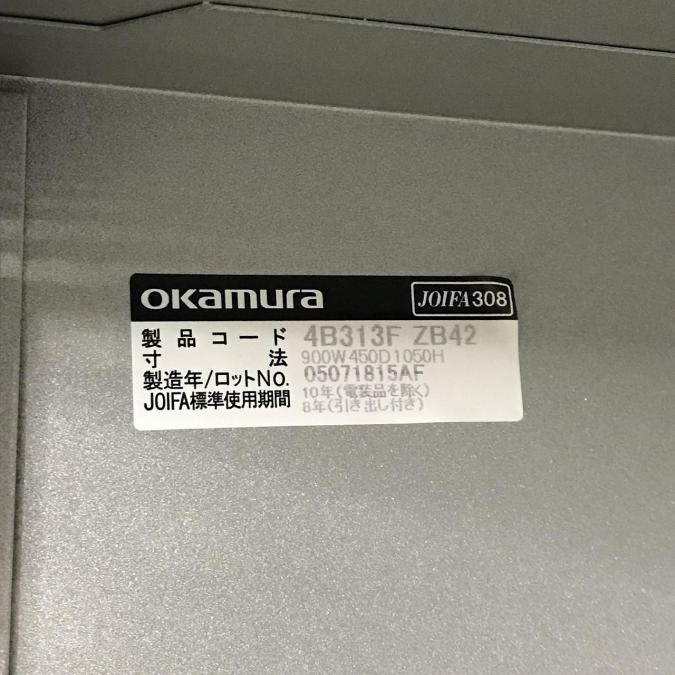 okamura JOIFA308
製品コード 4B313F ZB42
寸法 900W450D1050H
製造年/ロットNo. 05071815AF
JOIFA標準使用期間 10年(電装品を除く)
8年(引き出し付き)